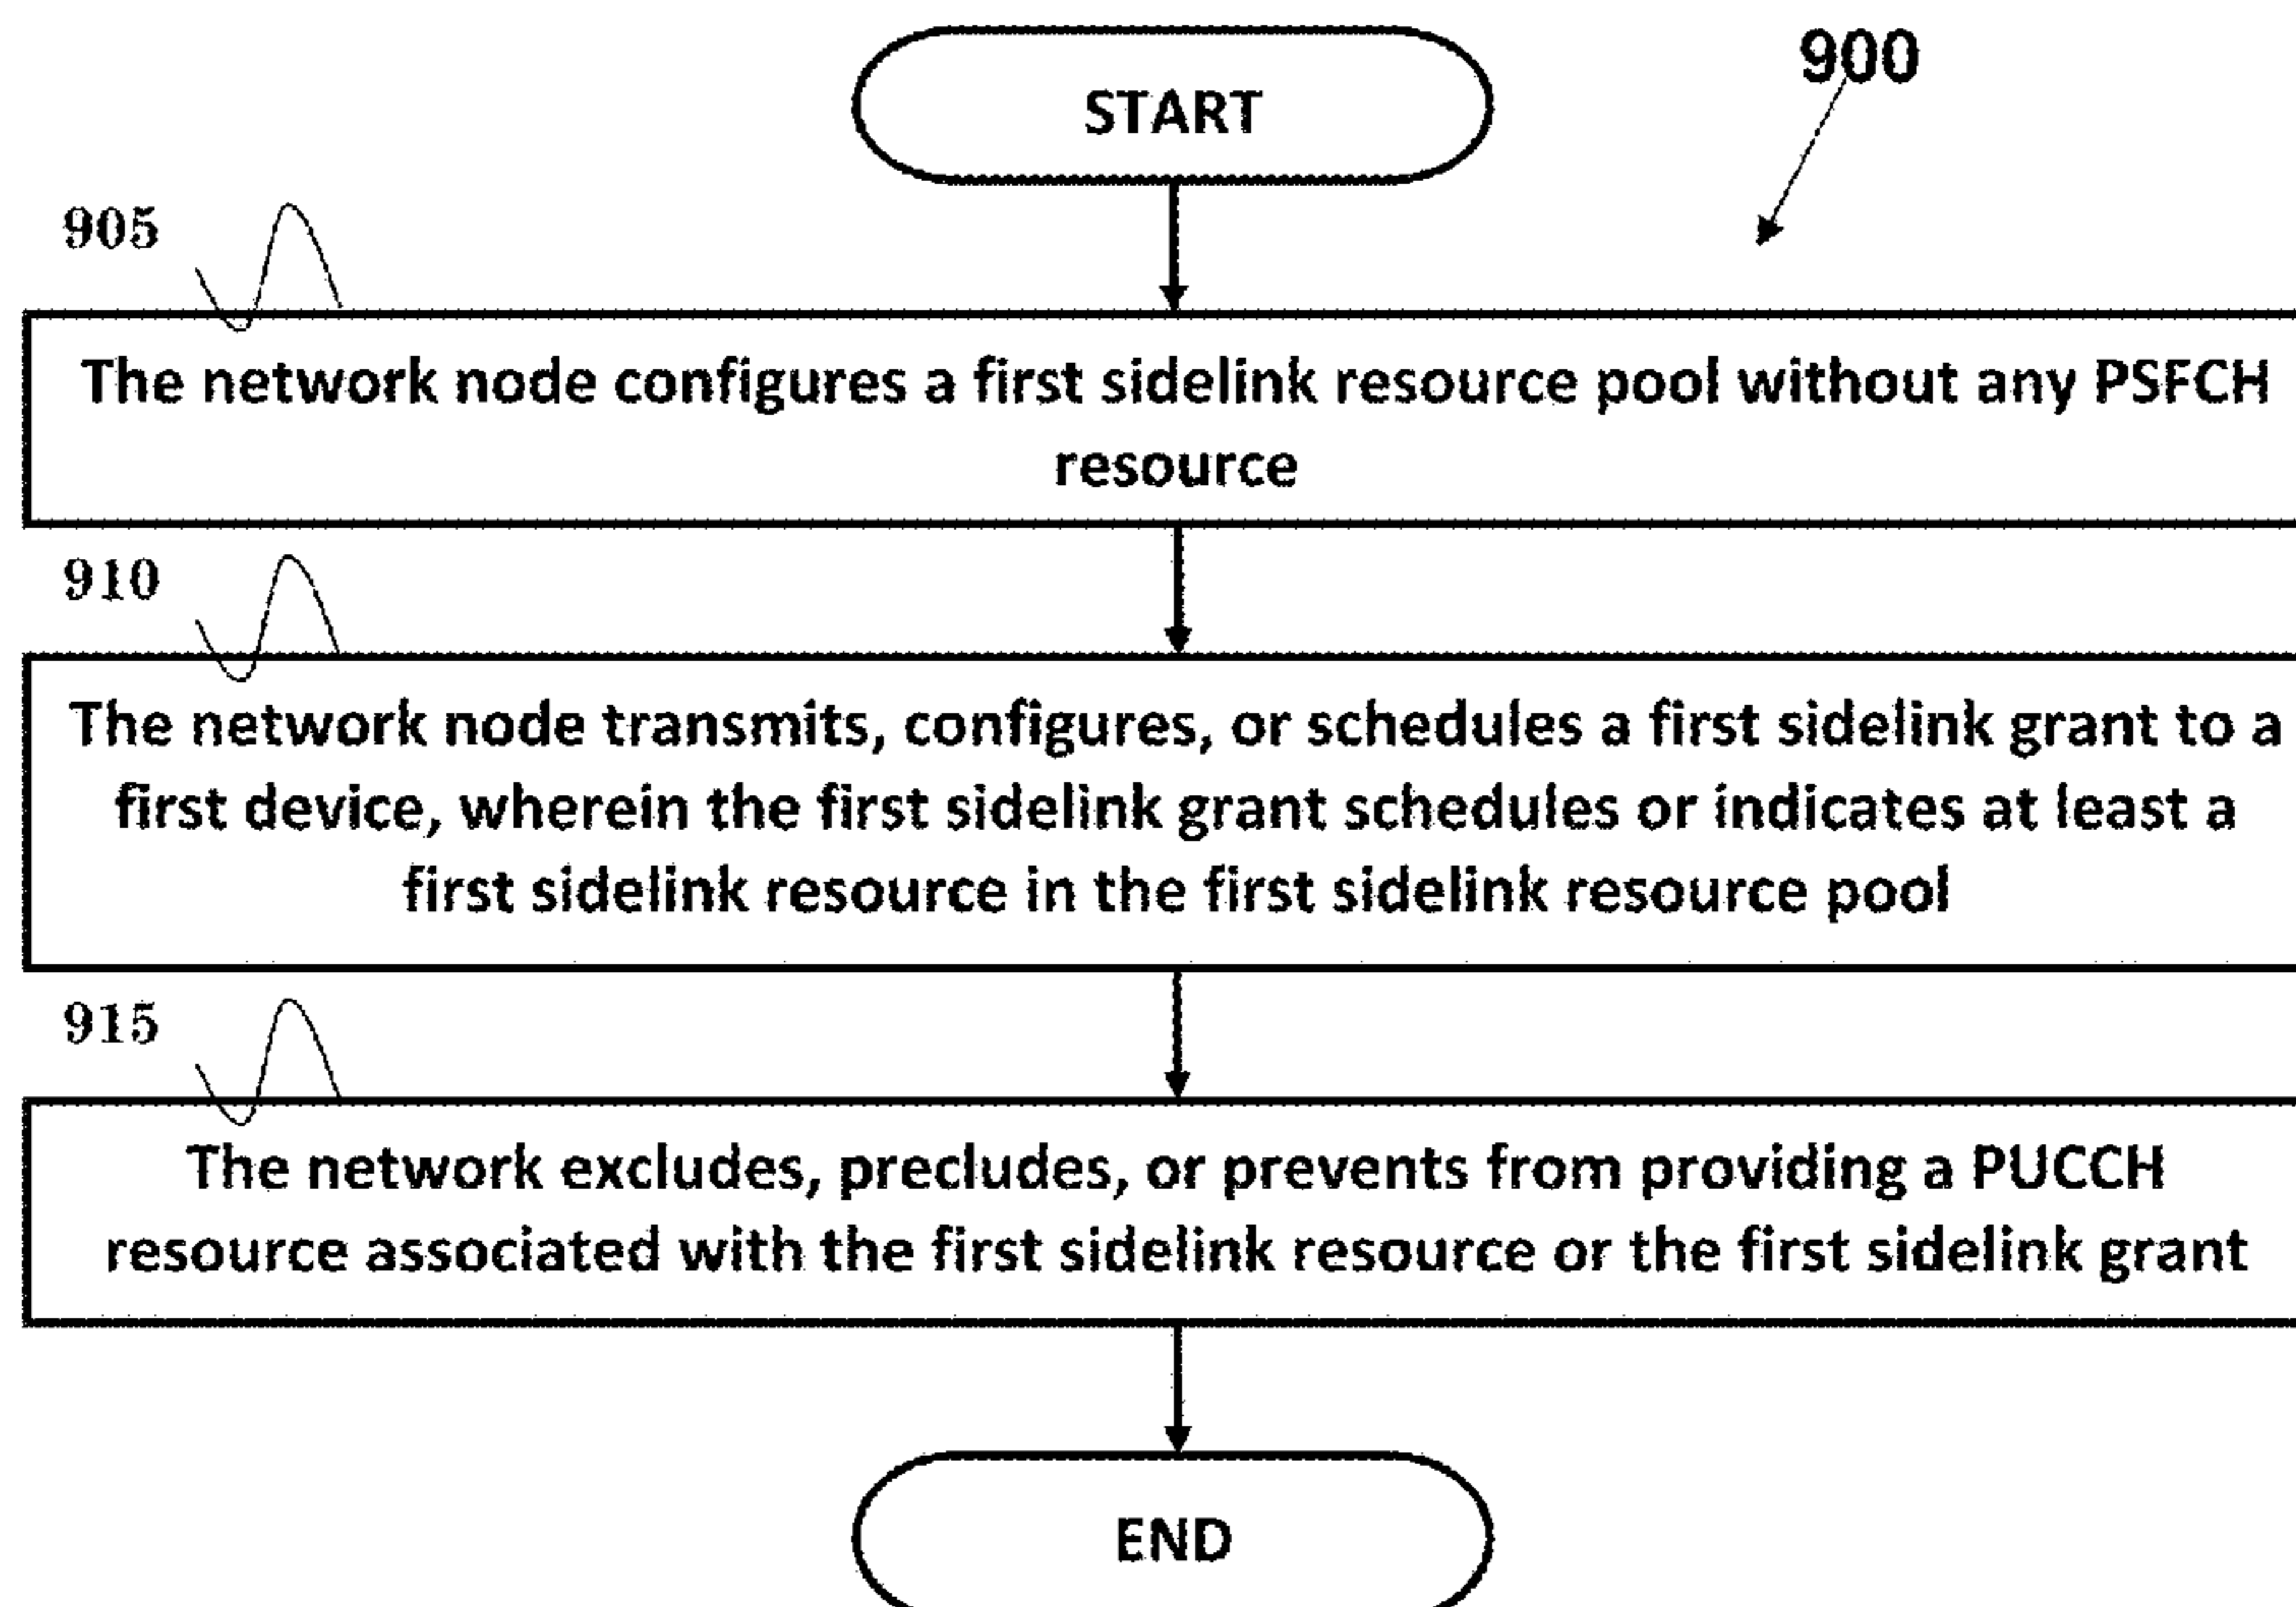 START
900
905
The network node configures a first sidelink resource pool without any PSFCH
resource
910
The network node transmits, configures, or schedules a first sidelink grant to a
first device, wherein the first sidelink grant schedules or indicates at least a
first sidelink resource in the first sidelink resource pool
915
The network excludes, precludes, or prevents from providing a PUCCH
resource associated with the first sidelink resource or the first sidelink grant
END